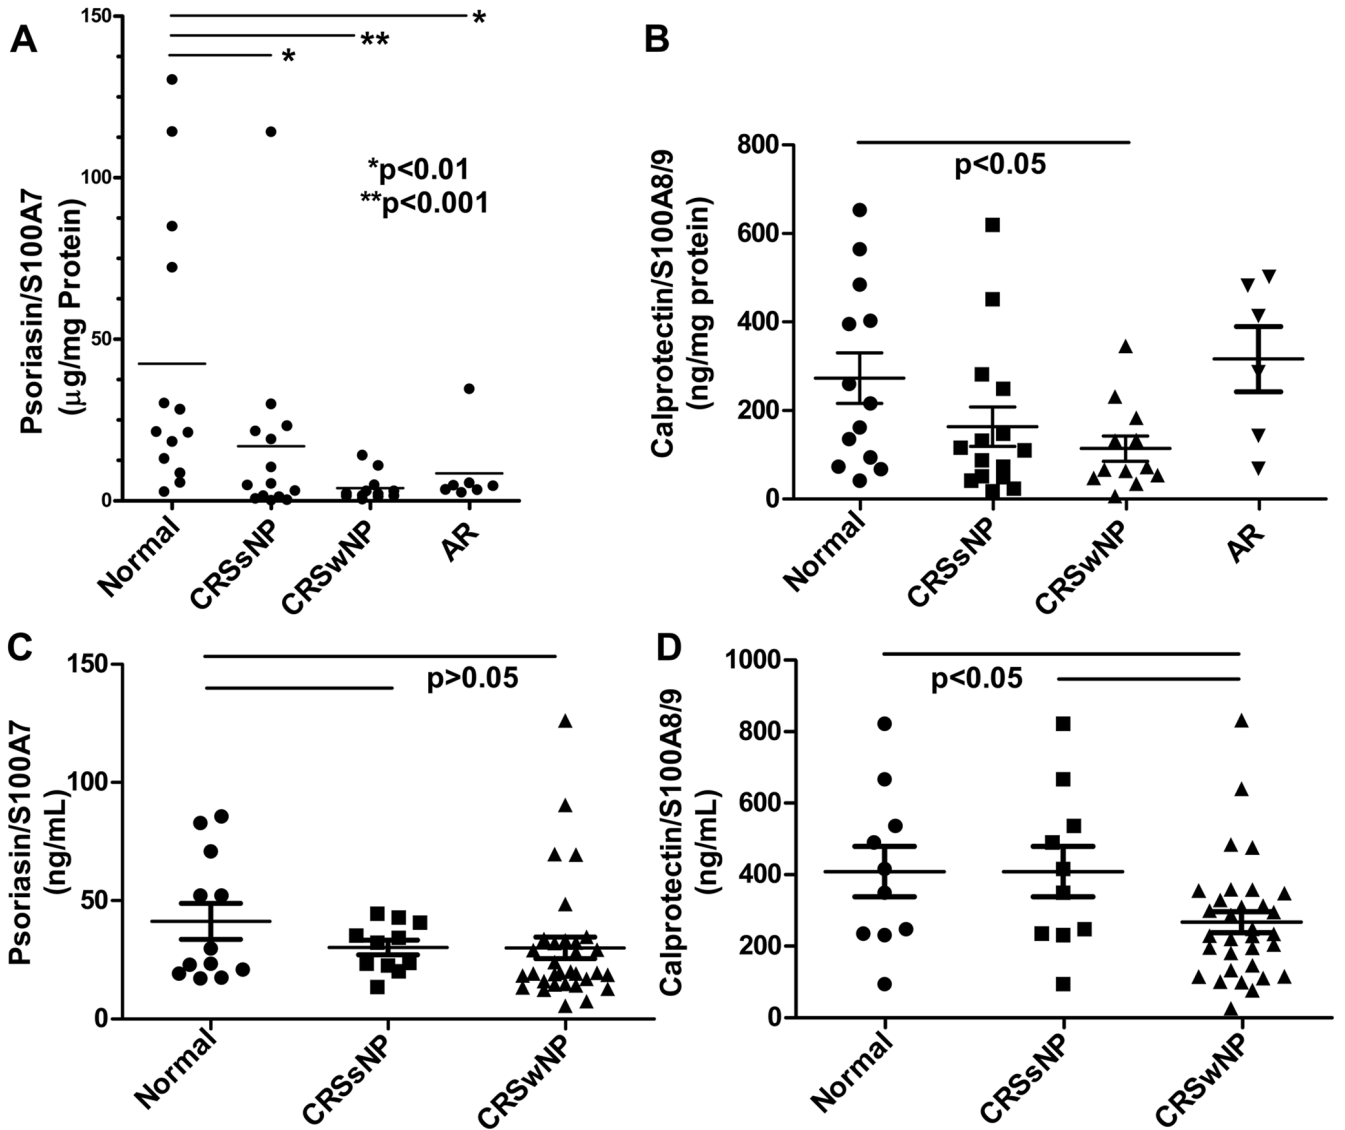 A
Psoriasin/S100A7
(µg/mg Protein)
150
100
50
0
*
**
*
*p<0.01
**p<0.001
Normal
CRSsNP
CRSwNP
AR
B
Calprotectin/S100A8/9
(ng/mg protein)
800
600
400
200
0
p<0.05
Normal
CRSsNP
CRSwNP
AR
C
Psoriasin/S100A7
(ng/mL)
150
100
50
0
p>0.05
Normal
CRSsNP
CRSwNP
D
Calprotectin/S100A8/9
(ng/mL)
1000
800
600
400
200
0
p<0.05
Normal
CRSsNP
CRSwNP